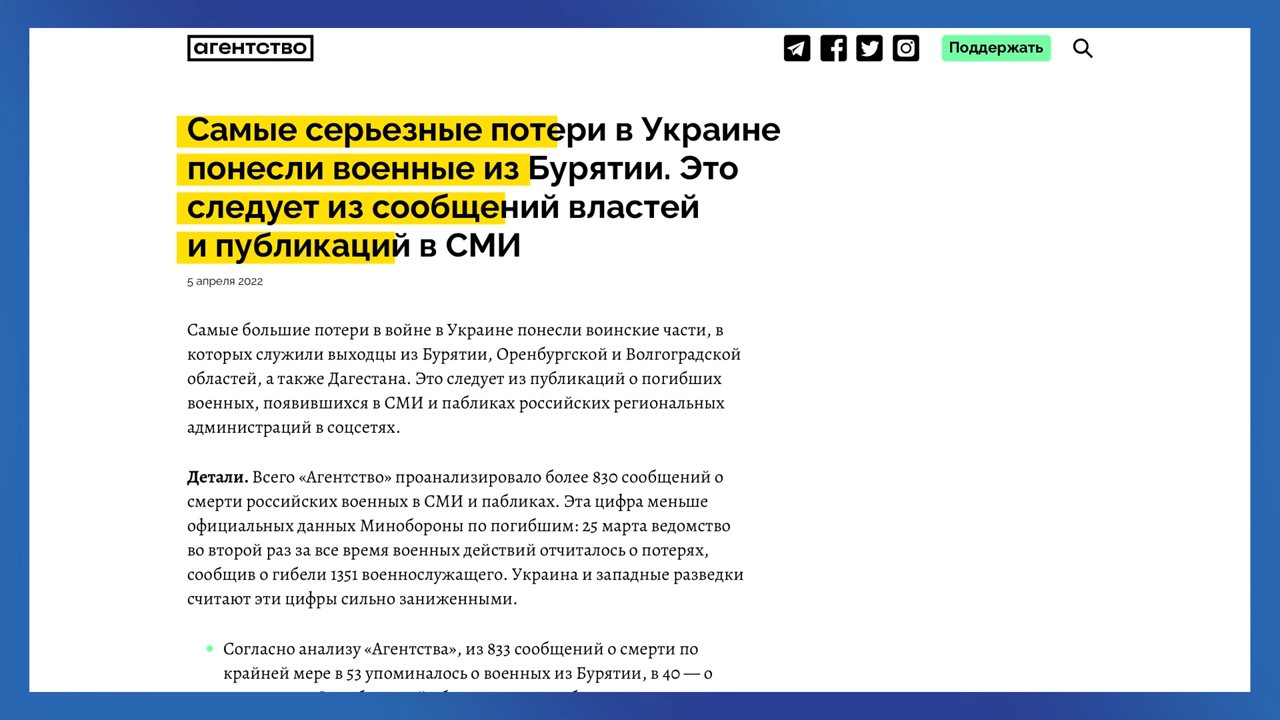 агентство
Поддержать
Самые серьезные потери в Украине
понесли военные из Бурятии. Это
следует из сообщений властей
и публикаций в СМИ
5 апреля 2022
Самые большие потери в войне в Украине понесли воинские части, в
которых служили выходцы из Бурятии, Оренбургской и Волгоградской
областей, а также Дагестана. Это следует из публикаций о погибших
военных, появившихся в СМИ и пабликах российских региональных
администраций в соцсетях.
Детали. Всего «Агентство» проанализировало более 830 сообщений о
смерти российских военных в СМИ и пабликах. Эта цифра меньше
официальных данных Минобороны по погибшим: 25 марта ведомство
во второй раз за все время военных действий отчиталось о потерях,
сообщив о гибели 1351 военнослужащего. Украина и западные разведки
считают эти цифры сильно заниженными.
Согласно анализу «Агентства», из 833 сообщений о смерти по
крайней мере в 53 упоминалось о военных из Бурятии, в 40 — о